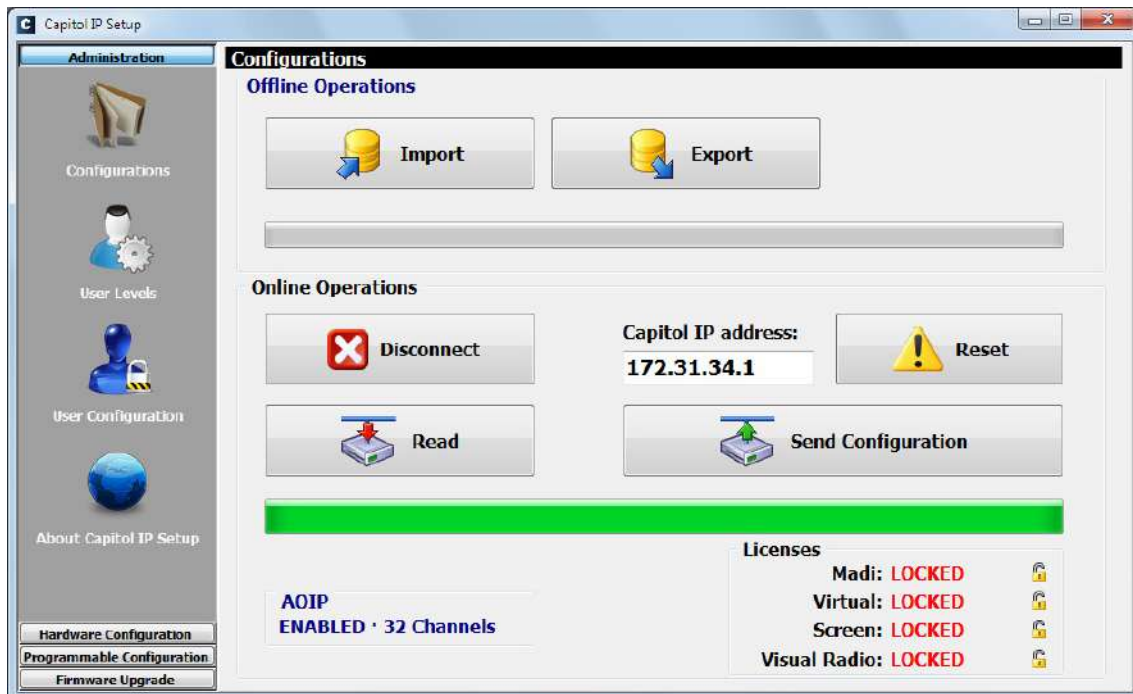 Capitol IP Setup
Administration
Configurations
User Levels
User Configuration
About Capitol IP Setup
Hardware Configuration
Programmable Configuration
Firmware Upgrade
Configurations
Offline Operations
Import
Export
Online Operations
Disconnect
Capitol IP address:
172.31.34.1
Reset
Read
Send Configuration
AOIP
ENABLED · 32 Channels
Licenses
Madi: LOCKED
Virtual: LOCKED
Screen: LOCKED
Visual Radio: LOCKED